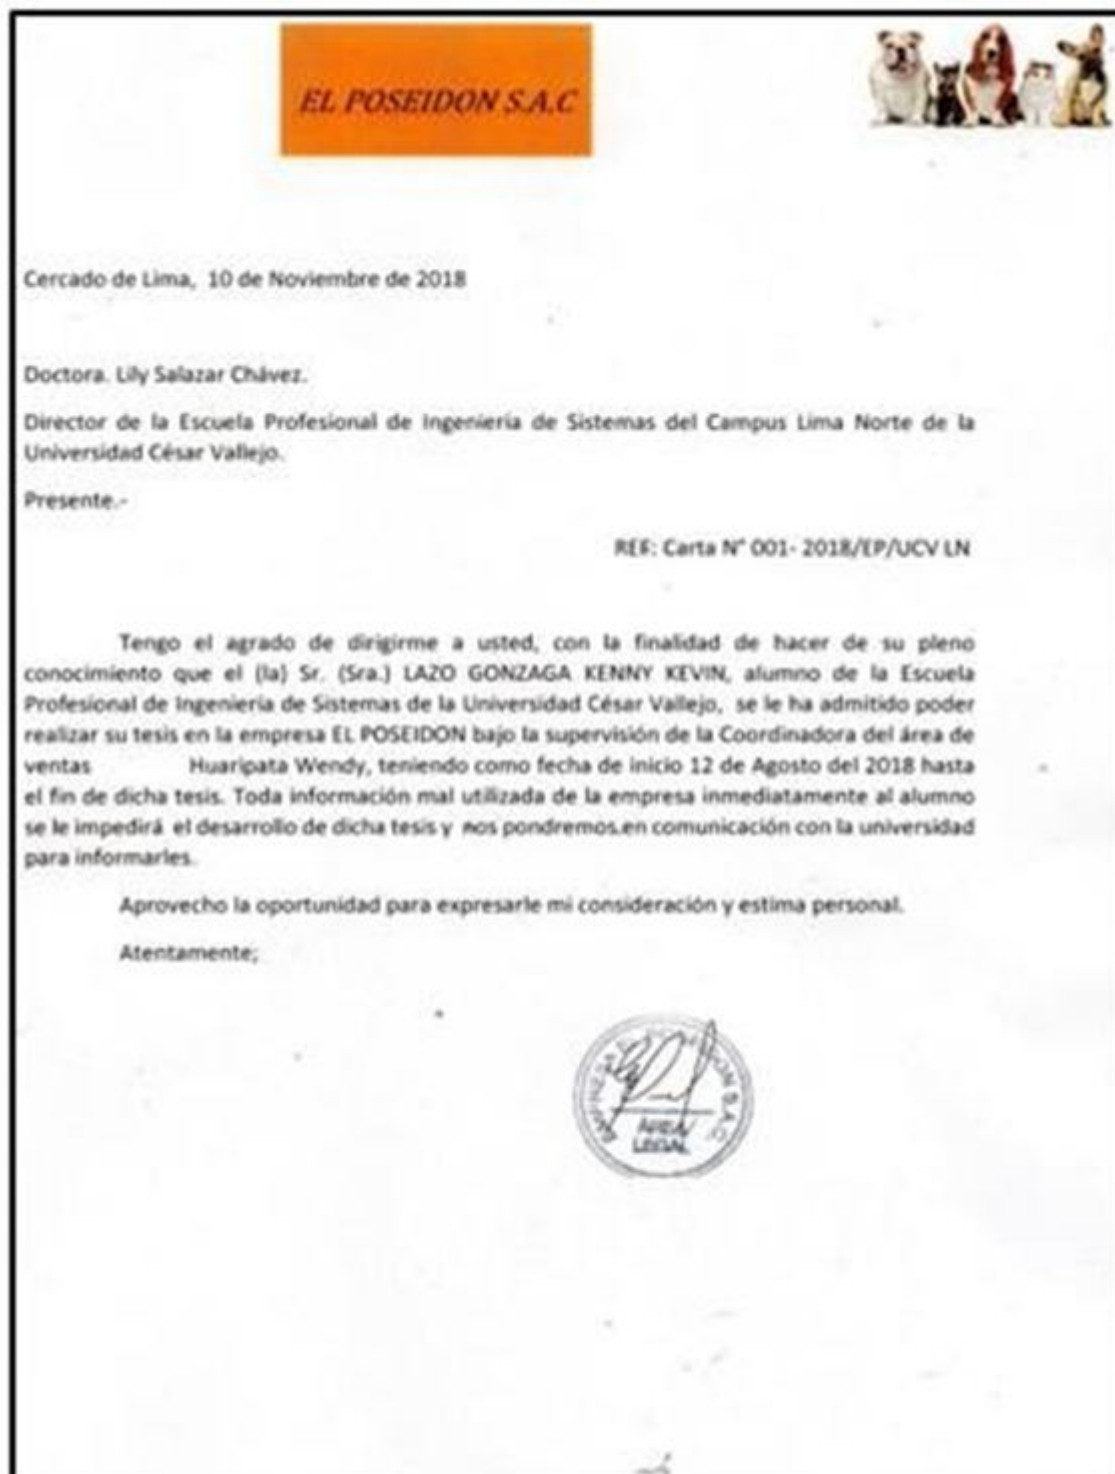 EL POSEIDON S.A.C
Cercado de Lima, 10 de Noviembre de 2018
Doctora. Lily Salazar Chávez.
Director de la Escuela Profesional de Ingeniería de Sistemas del Campus Lima Norte de la
Universidad César Vallejo.
Presente.-
REF: Carta N° 001- 2018/EP/UCV LN
Tengo el agrado de dirigirme a usted, con la finalidad de hacer de su pleno
conocimiento que el (la) Sr. (Sra.) LAZO GONZAGA KENNY KEVIN, alumno de la Escuela
Profesional de Ingeniería de Sistemas de la Universidad César Vallejo, se le ha admitido poder
realizar su tesis en la empresa EL POSEIDON bajo la supervisión de la Coordinadora del área de
ventas Huaripata Wendy, teniendo como fecha de inicio 12 de Agosto del 2018 hasta
el fin de dicha tesis. Toda información mal utilizada de la empresa inmediatamente al alumno
se le impedirá el desarrollo de dicha tesis y nos pondremos en comunicación con la universidad
para informarles.
Aprovecho la oportunidad para expresarle mi consideración y estima personal.
Atentamente;
ÁREA
LEGAL